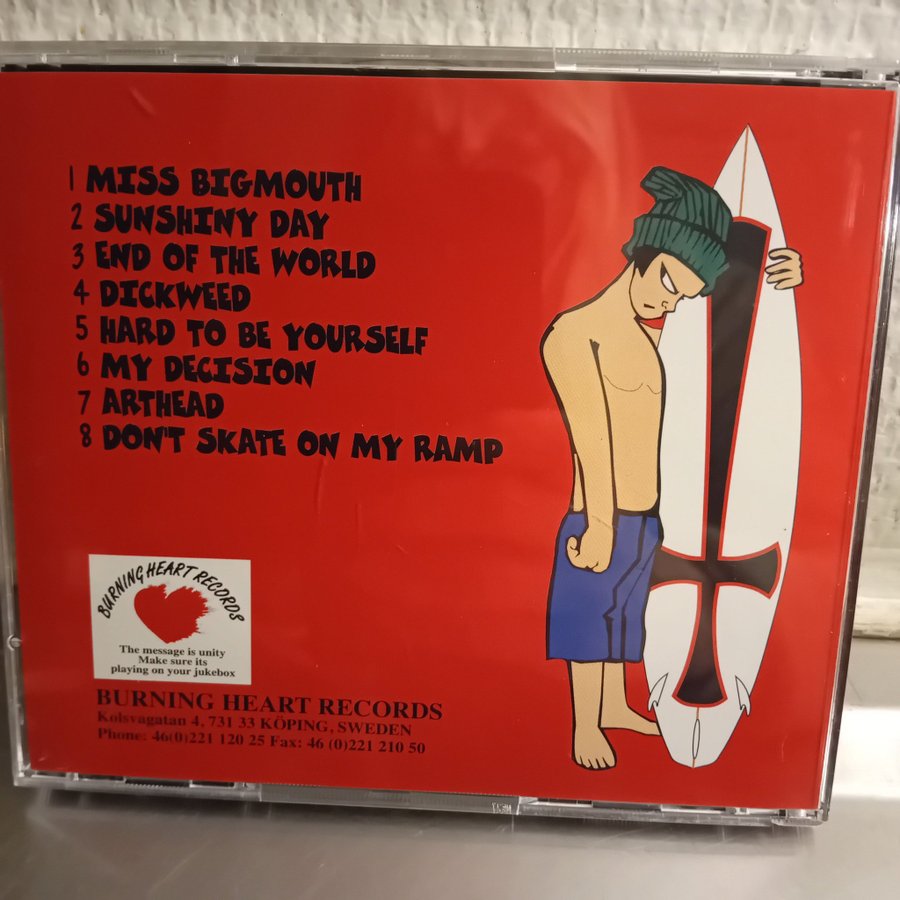 1 MISS BIGMOUTH
2 SUNSHINY DAY
3 END OF THE WORLD
4 DICKWEED
5 HARD TO BE YOURSELF
6 MY DECISION
7 ARTHEAD
8 DON'T SKATE ON MY RAMP
BURNING HEART RECORDS
The message is unity
Make sure its
playing on your jukebox
BURNING HEART RECORDS
Kolsvagatan 4, 731 33 KÖPING, SWEDEN
Phone: 46(0)221 120 25 Fax: 46 (0)221 210 50